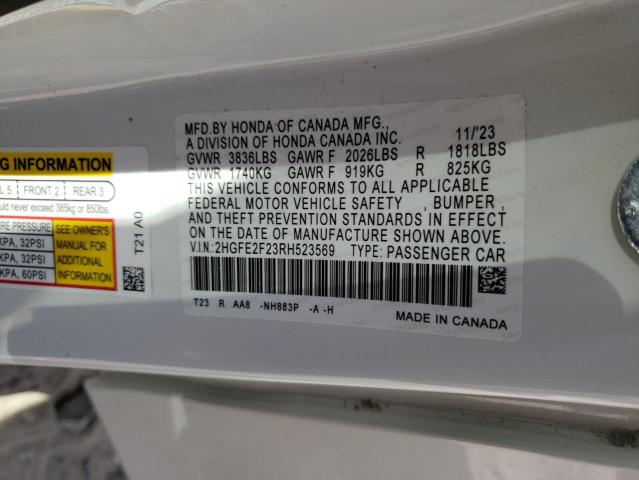 MFD.BY HONDA OF CANADA MFG.,
A DIVISION OF HONDA CANADA INC. 11/'23
GVWR 3836LBS GAWR F 2026LBS R 1818LBS
GVWR 1740KG GAWR F 919KG R 825KG
THIS VEHICLE CONFORMS TO ALL APPLICABLE
FEDERAL MOTOR VEHICLE SAFETY , BUMPER ,
AND THEFT PREVENTION STANDARDS IN EFFECT
ON THE DATE OF MANUFACTURE SHOWN ABOVE.
V.I.N.: 2HGFE2F23RH523569 TYPE: PASSENGER CAR
T23 R AA8 -NH883P -A -H
MADE IN CANADA
INFORMATION
5 FRONT 2 REAR 3
never exceed 385kg or 850lbs.
PRESSURE
KPA, 32PSI
KPA, 32PSI
KPA, 60PSI
SEE OWNER'S
MANUAL FOR
ADDITIONAL
INFORMATION
T21 A0